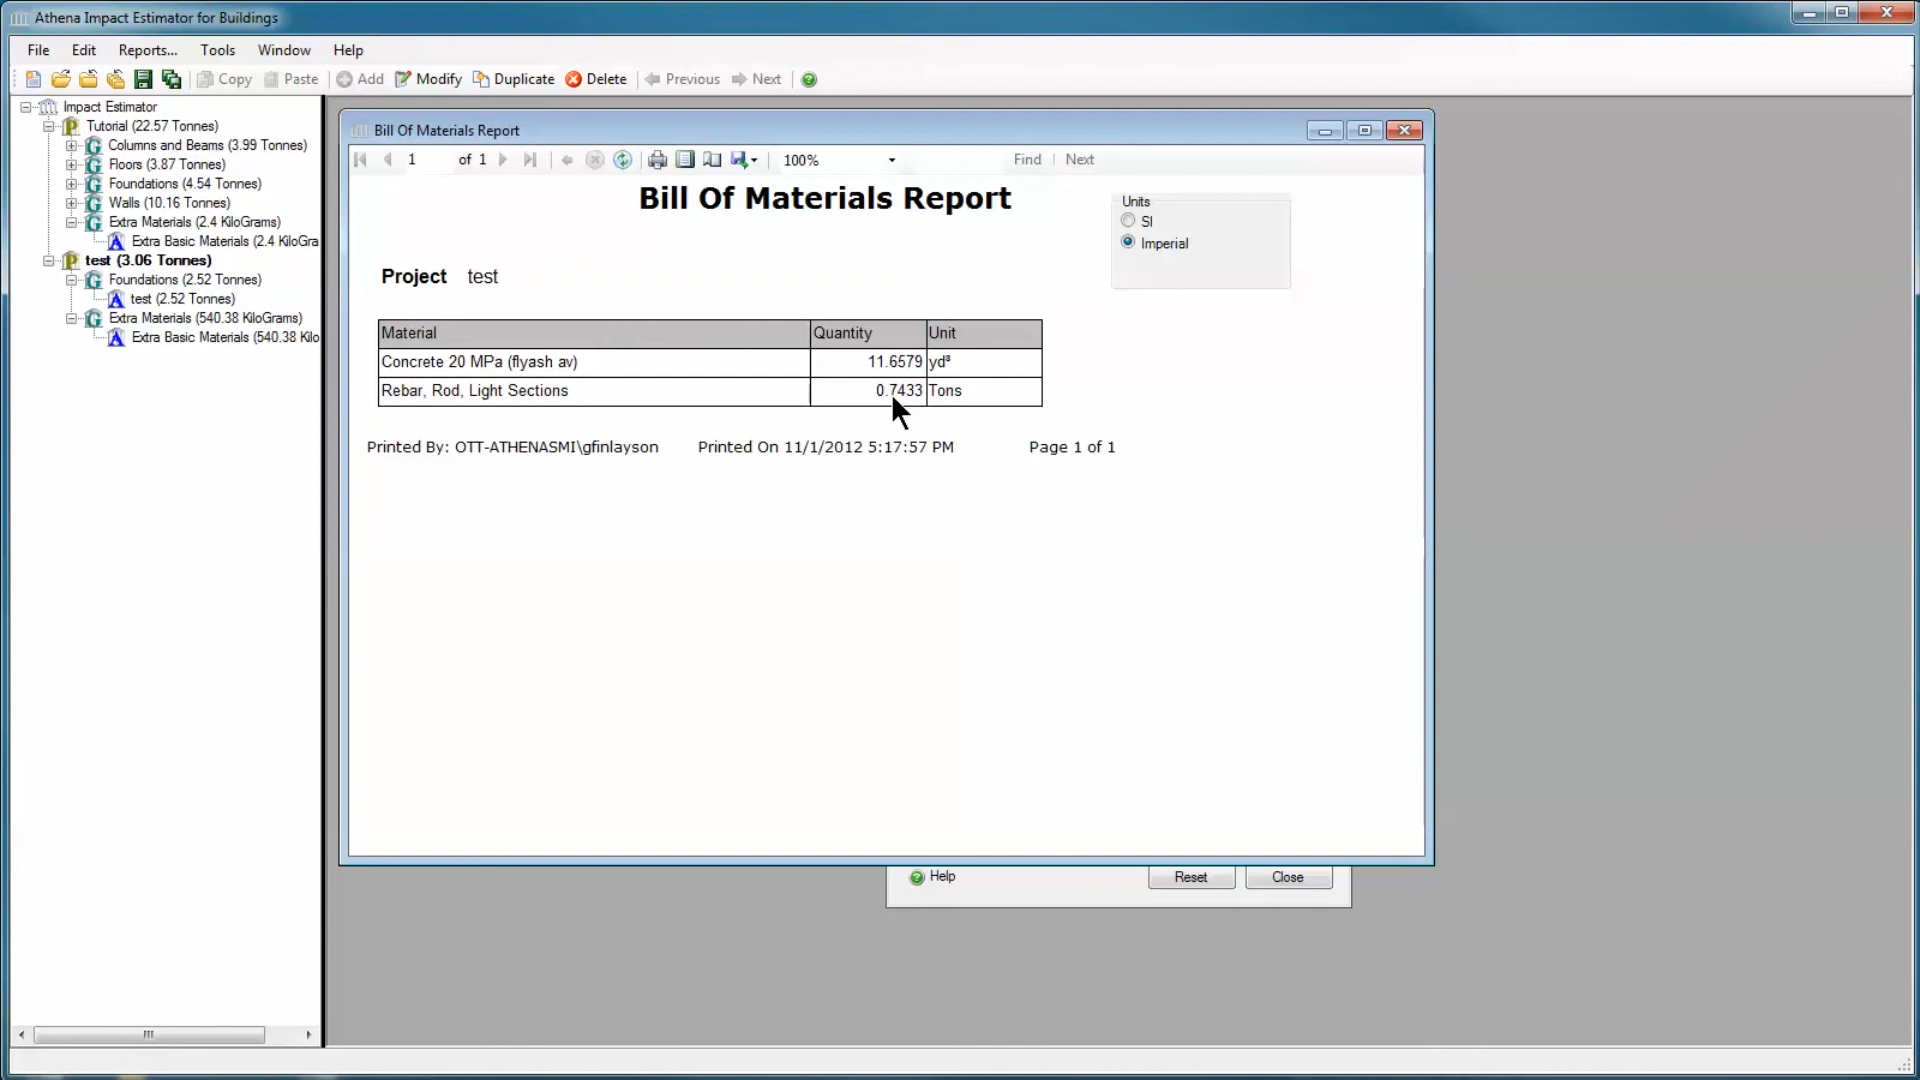 Athena Impact Estimator for Buildings
File Edit Reports... Tools Window Help
Copy Paste Add Modify Duplicate Delete Previous Next
Impact Estimator
Tutorial (22.57 Tonnes)
Columns and Beams (3.99 Tonnes)
Floors (3.87 Tonnes)
Foundations (4.54 Tonnes)
Walls (10.16 Tonnes)
Extra Materials (2.4 KiloGrams)
Extra Basic Materials (2.4 KiloGra
test (3.06 Tonnes)
Foundations (2.52 Tonnes)
test (2.52 Tonnes)
Extra Materials (540.38 KiloGrams)
Extra Basic Materials (540.38 Kilo
Bill Of Materials Report
1 of 1 100% Find | Next
Bill Of Materials Report
Units
SI
Imperial
Project test
Material Quantity Unit
Concrete 20 MPa (flyash av) 11.6579 yd³
Rebar, Rod, Light Sections 0.7433 Tons
Printed By: OTT-ATHENASMI\gfinlayson Printed On 11/1/2012 5:17:57 PM Page 1 of 1
Help Reset Close